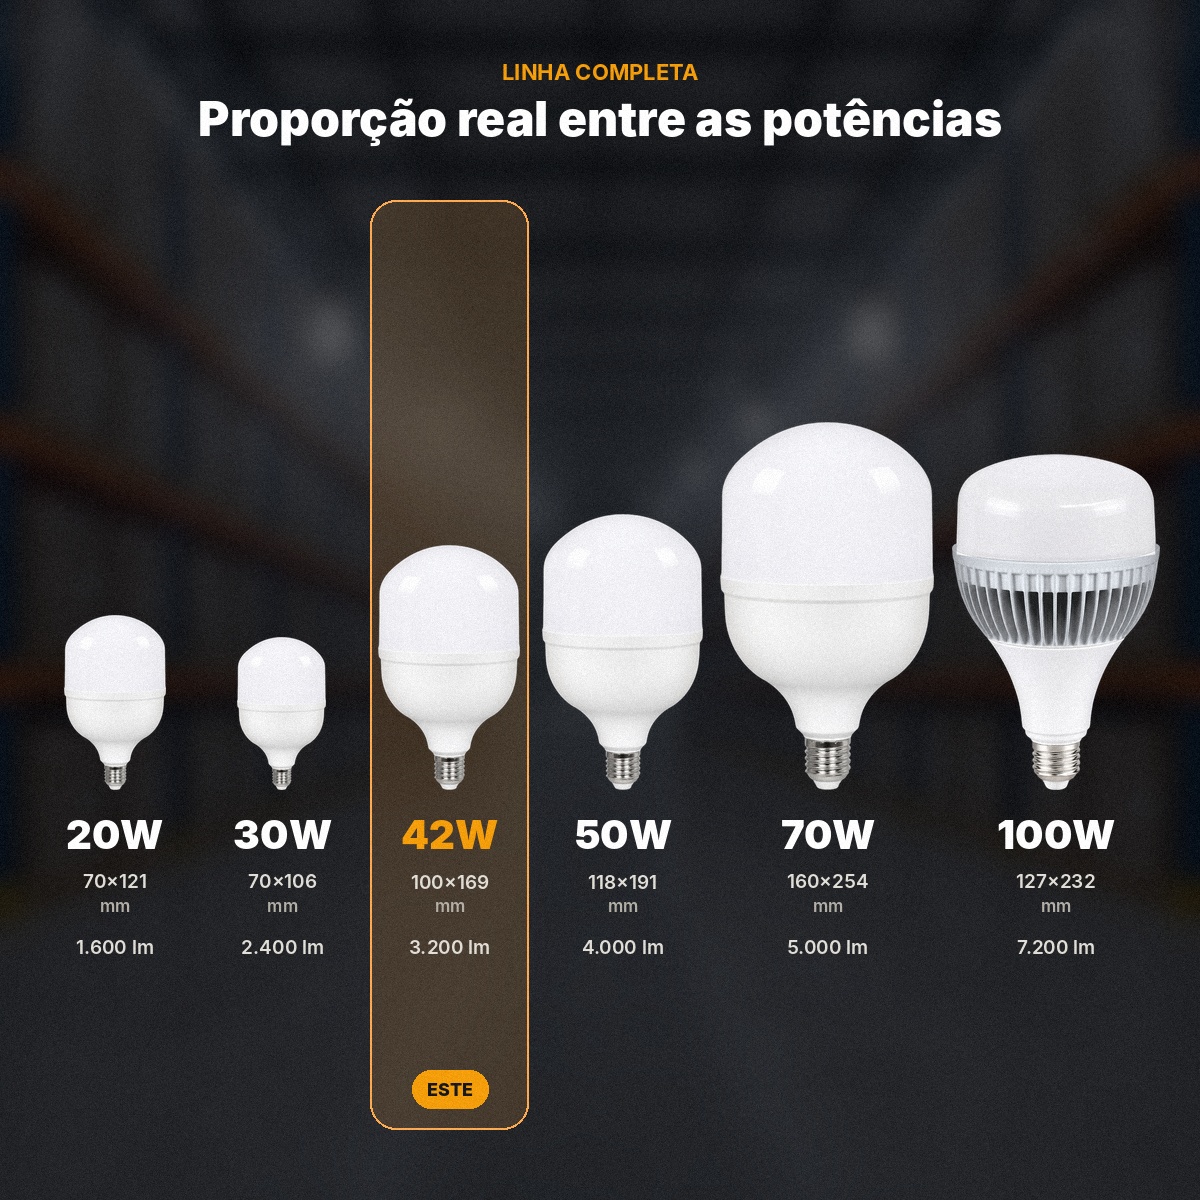 LINHA COMPLETA
Proporção real entre as potências
20W
70×121
mm
1.600 lm
30W
70×106
mm
2.400 lm
42W
100×169
mm
3.200 lm
ESTE
50W
118×191
mm
4.000 lm
70W
160×254
mm
5.000 lm
100W
127×232
mm
7.200 lm